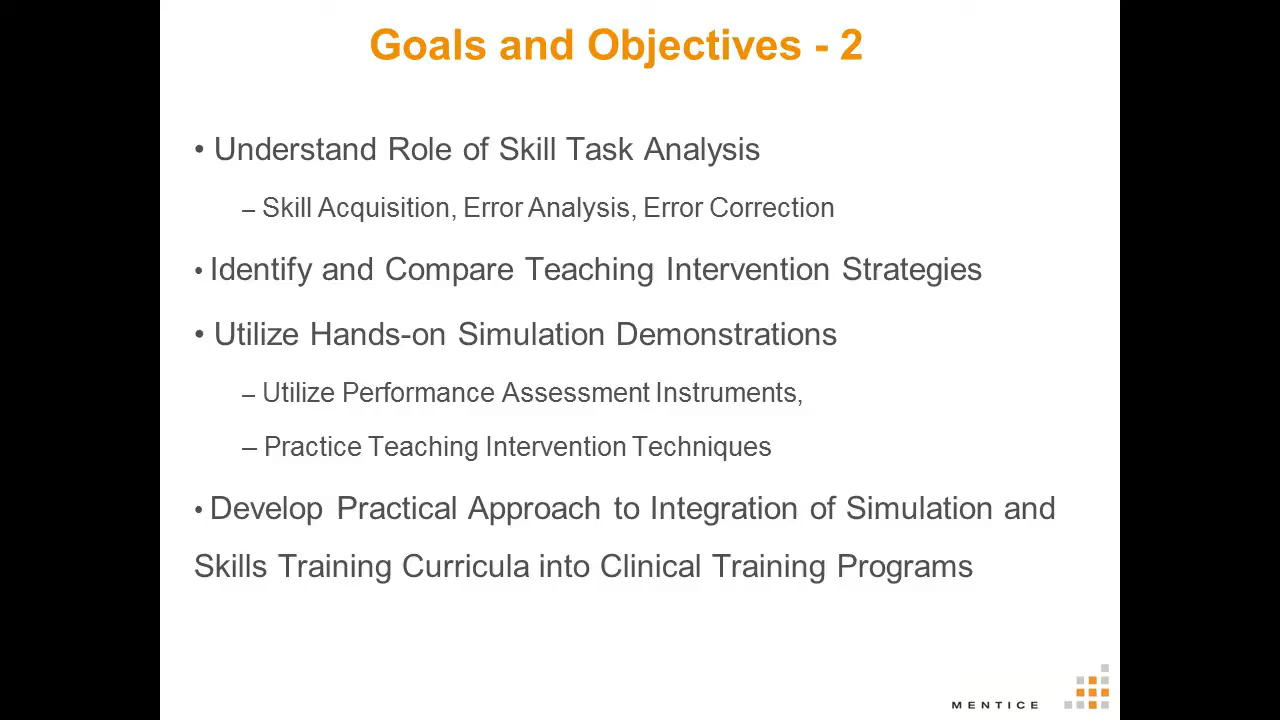 Goals and Objectives - 2
• Understand Role of Skill Task Analysis
– Skill Acquisition, Error Analysis, Error Correction
• Identify and Compare Teaching Intervention Strategies
• Utilize Hands-on Simulation Demonstrations
– Utilize Performance Assessment Instruments,
– Practice Teaching Intervention Techniques
• Develop Practical Approach to Integration of Simulation and
Skills Training Curricula into Clinical Training Programs
MENTICE